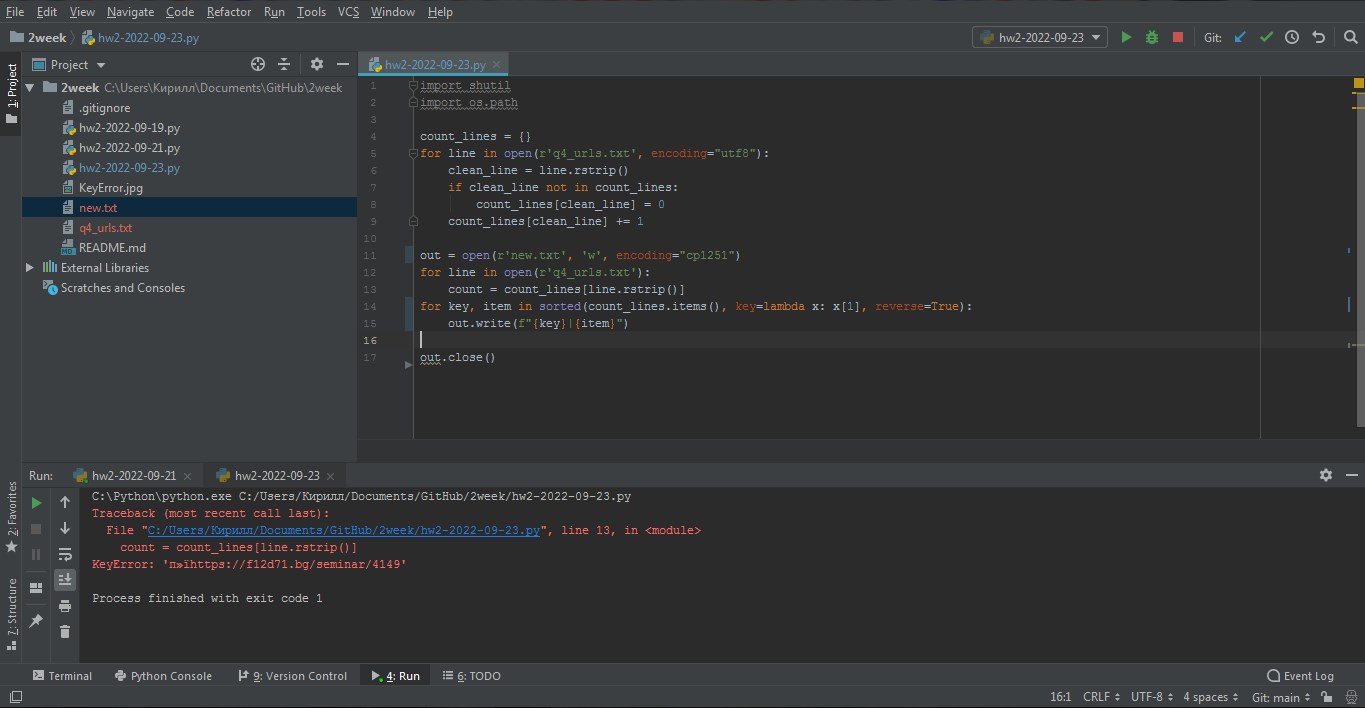 File Edit View Navigate Code Refactor Run Tools VCS Window Help
2week hw2-2022-09-23.py hw2-2022-09-23 Git:
1: Project
Project
hw2-2022-09-23.py
2week C:\Users\Кирилл\Documents\GitHub\2week
.gitignore
hw2-2022-09-19.py
hw2-2022-09-21.py
hw2-2022-09-23.py
KeyError.jpg
new.txt
q4_urls.txt
README.md
External Libraries
Scratches and Consoles
1 import shutil
2 import os.path
3
4 count_lines = {}
5 for line in open(r'q4_urls.txt', encoding="utf8"):
6 clean_line = line.rstrip()
7 if clean_line not in count_lines:
8 count_lines[clean_line] = 0
9 count_lines[clean_line] += 1
10
11 out = open(r'new.txt', 'w', encoding="cp1251")
12 for line in open(r'q4_urls.txt'):
13 count = count_lines[line.rstrip()]
14 for key, item in sorted(count_lines.items(), key=lambda x: x[1], reverse=True):
15 out.write(f"{key}|{item}")
16
17 out.close()
Run: hw2-2022-09-21 hw2-2022-09-23
C:\Python\python.exe C:/Users/Кирилл/Documents/GitHub/2week/hw2-2022-09-23.py
Traceback (most recent call last):
File "C:/Users/Кирилл/Documents/GitHub/2week/hw2-2022-09-23.py", line 13, in <module>
count = count_lines[line.rstrip()]
KeyError: 'п»їhttps://f12d71.bg/seminar/4149'
Process finished with exit code 1
2: Favorites
7: Structure
Terminal Python Console 9: Version Control 4: Run 6: TODO Event Log
16:1 CRLF UTF-8 4 spaces Git: main